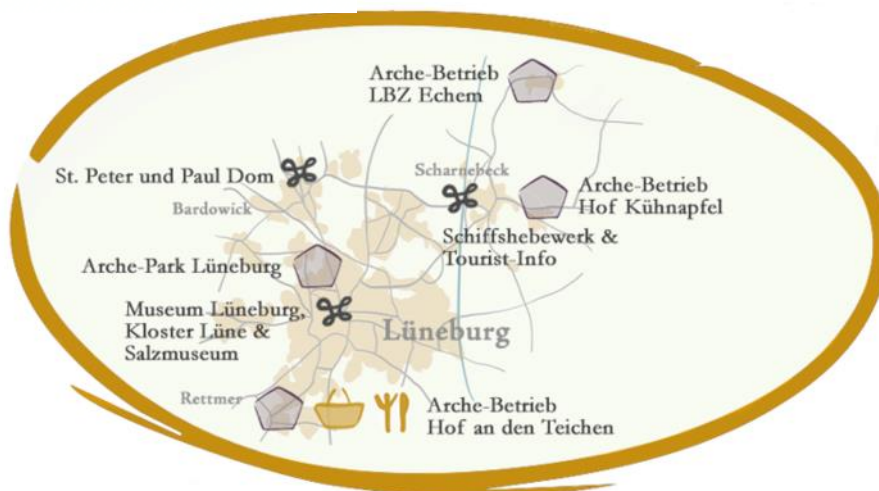 Arche-Betrieb
LBZ Echem
St. Peter und Paul Dom
Scharnebeck
Arche-Betrieb
Hof Kühnapfel
Bardowick
Schiffshebewerk &
Tourist-Info
Arche-Park Lüneburg
Museum Lüneburg,
Kloster Lüne &
Salzmuseum
Lüneburg
Rettmer
Arche-Betrieb
Hof an den Teichen